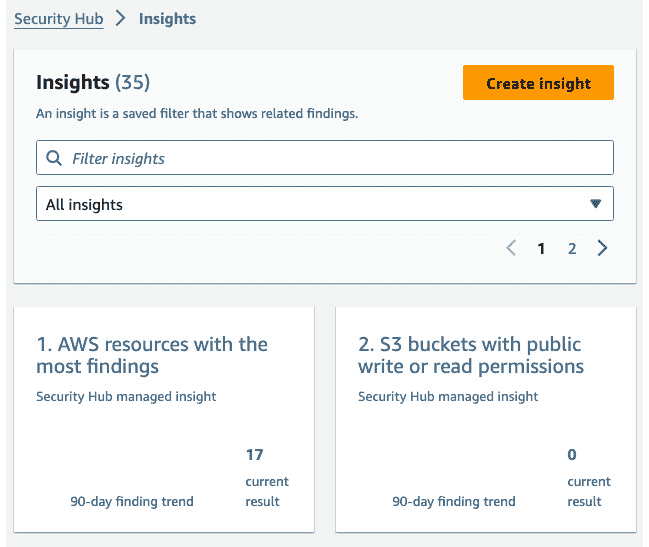 Security Hub > Insights
Insights (35)
Create insight
An insight is a saved filter that shows related findings.
Filter insights
All insights
1 2
1. AWS resources with the
most findings
Security Hub managed insight
17
current
90-day finding trend
result
2. S3 buckets with public
write or read permissions
Security Hub managed insight
0
current
90-day finding trend
result